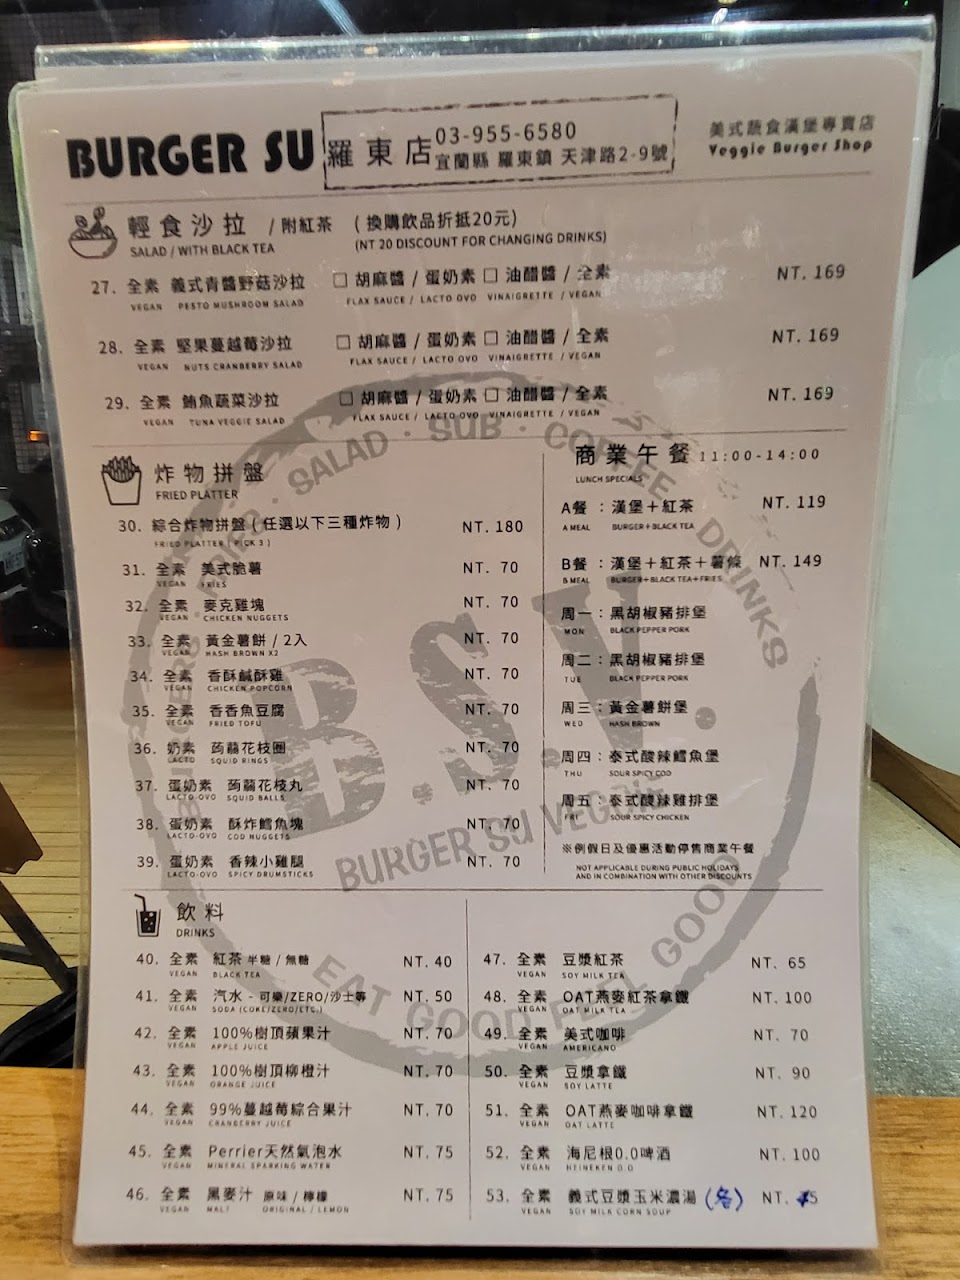 BURGER SU 羅東店 03-955-6580
宜蘭縣 羅東鎮 天津路2-9號
美式蔬食漢堡專賣店
Veggie Burger Shop
輕食沙拉 / 附紅茶 (換購飲品折抵20元)
SALAD / WITH BLACK TEA (NT 20 DISCOUNT FOR CHANGING DRINKS)
27. 全素 義式青醬野菇沙拉 □ 胡麻醬 / 蛋奶素 □ 油醋醬 / 全素 NT. 169
VEGAN PESTO MUSHROOM SALAD FLAX SAUCE / LACTO OVO VINAIGRETTE / VEGAN
28. 全素 堅果蔓越莓沙拉 □ 胡麻醬 / 蛋奶素 □ 油醋醬 / 全素 NT. 169
VEGAN NUTS CRANBERRY SALAD FLAX SAUCE / LACTO OVO VINAIGRETTE / VEGAN
29. 全素 鮪魚蔬菜沙拉 □ 胡麻醬 / 蛋奶素 □ 油醋醬 / 全素 NT. 169
VEGAN TUNA VEGGIE SALAD FLAX SAUCE / LACTO OVO VINAIGRETTE / VEGAN
炸物拼盤
FRIED PLATTER
30. 綜合炸物拼盤 (任選以下三種炸物) NT. 180
FRIED PLATTER ( PICK 3 )
31. 全素 美式脆薯 NT. 70
VEGAN FRIES
32. 全素 麥克雞塊 NT. 70
VEGAN CHICKEN NUGGETS
33. 全素 黃金薯餅 / 2入 NT. 70
VEGAN HASH BROWN X2
34. 全素 香酥鹹酥雞 NT. 70
VEGAN CHICKEN POPCORN
35. 全素 香香魚豆腐 NT. 70
VEGAN FRIED TOFU
36. 奶素 蒟蒻花枝圈 NT. 70
LACTO SQUID RINGS
37. 蛋奶素 蒟蒻花枝丸 NT. 70
LACTO-OVO SQUID BALLS
38. 蛋奶素 酥炸鱈魚塊 NT. 70
LACTO-OVO COD NUGGETS
39. 蛋奶素 香辣小雞腿 NT. 70
LACTO-OVO SPICY DRUMSTICKS
商業午餐 11:00-14:00
LUNCH SPECIALS
A餐 : 漢堡+紅茶 NT. 119
A MEAL BURGER+BLACK TEA
B餐 : 漢堡+紅茶+薯條 NT. 149
B MEAL BURGER+BLACK TEA+FRIES
周一 : 黑胡椒豬排堡
MON BLACK PEPPER PORK
周二 : 黑胡椒豬排堡
TUE BLACK PEPPER PORK
周三 : 黃金薯餅堡
WED HASH BROWN
周四 : 泰式酸辣鱈魚堡
THU SOUR SPICY COD
周五 : 泰式酸辣雞排堡
FRI SOUR SPICY CHICKEN
※例假日及優惠活動停售商業午餐
NOT APPLICABLE DURING PUBLIC HOLIDAYS
AND IN COMBINATION WITH OTHER DISCOUNTS
飲料
DRINKS
40. 全素 紅茶 半糖 / 無糖 NT. 40
VEGAN BLACK TEA
41. 全素 汽水 - 可樂/ZERO/沙士等 NT. 50
VEGAN SODA (COKE/ZERO/ETC.)
42. 全素 100%樹頂蘋果汁 NT. 70
VEGAN APPLE JUICE
43. 全素 100%樹頂柳橙汁 NT. 70
VEGAN ORANGE JUICE
44. 全素 99%蔓越莓綜合果汁 NT. 70
VEGAN CRANBERRY JUICE
45. 全素 Perrier天然氣泡水 NT. 75
VEGAN MINERAL SPARKING WATER
46. 全素 黑麥汁 原味 / 檸檬 NT. 75
VEGAN MALT ORIGINAL / LEMON
47. 全素 豆漿紅茶 NT. 65
VEGAN SOY MILK TEA
48. 全素 OAT燕麥紅茶拿鐵 NT. 100
VEGAN OAT MILK TEA
49. 全素 美式咖啡 NT. 70
VEGAN AMERICANO
50. 全素 豆漿拿鐵 NT. 90
VEGAN SOY LATTE
51. 全素 OAT燕麥咖啡拿鐵 NT. 120
VEGAN OAT LATTE
52. 全素 海尼根0.0啤酒 NT. 100
VEGAN HEINEKEN 0.0
53. 全素 義式豆漿玉米濃湯 (冬) NT.
VEGAN SOY MILK CORN SOUP
BURGERS · FRIED · SALAD · SUB · COFFEE · DRINKS
B.S.V.
BURGER SU VEGGIE
EAT GOOD FEEL GOOD